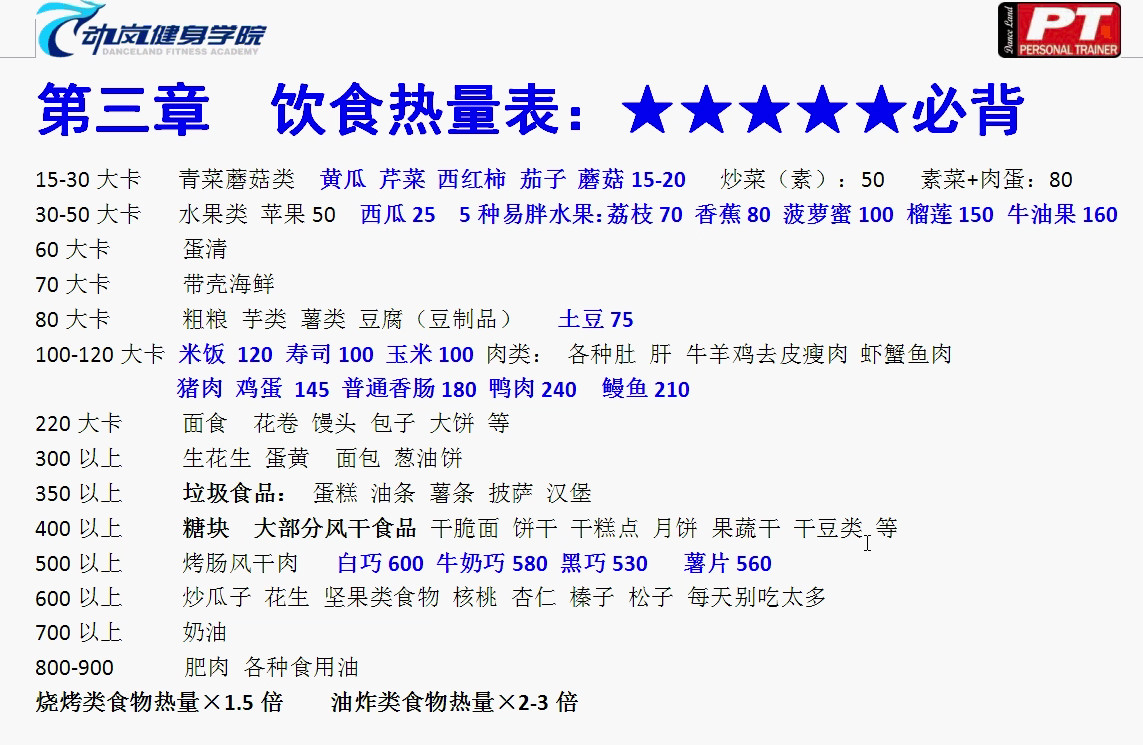 动岚健身学院
DANCELAND FITNESS ACADEMY
Dance Land
PT
PERSONAL TRAINER
第三章 饮食热量表：★★★★★必背
15-30 大卡 青菜蘑菇类 黄瓜 芹菜 西红柿 茄子 蘑菇 15-20 炒菜（素）：50 素菜+肉蛋：80
30-50 大卡 水果类 苹果 50 西瓜 25 5 种易胖水果：荔枝 70 香蕉 80 菠萝蜜 100 榴莲 150 牛油果 160
60 大卡 蛋清
70 大卡 带壳海鲜
80 大卡 粗粮 芋类 薯类 豆腐（豆制品） 土豆 75
100-120 大卡 米饭 120 寿司 100 玉米 100 肉类： 各种肚 肝 牛羊鸡去皮瘦肉 虾蟹鱼肉
猪肉 鸡蛋 145 普通香肠 180 鸭肉 240 鳗鱼 210
220 大卡 面食 花卷 馒头 包子 大饼 等
300 以上 生花生 蛋黄 面包 葱油饼
350 以上 垃圾食品： 蛋糕 油条 薯条 披萨 汉堡
400 以上 糖块 大部分风干食品 干脆面 饼干 干糕点 月饼 果蔬干 干豆类 等
500 以上 烤肠风干肉 白巧 600 牛奶巧 580 黑巧 530 薯片 560
600 以上 炒瓜子 花生 坚果类食物 核桃 杏仁 榛子 松子 每天别吃太多
700 以上 奶油
800-900 肥肉 各种食用油
烧烤类食物热量×1.5 倍 油炸类食物热量×2-3 倍